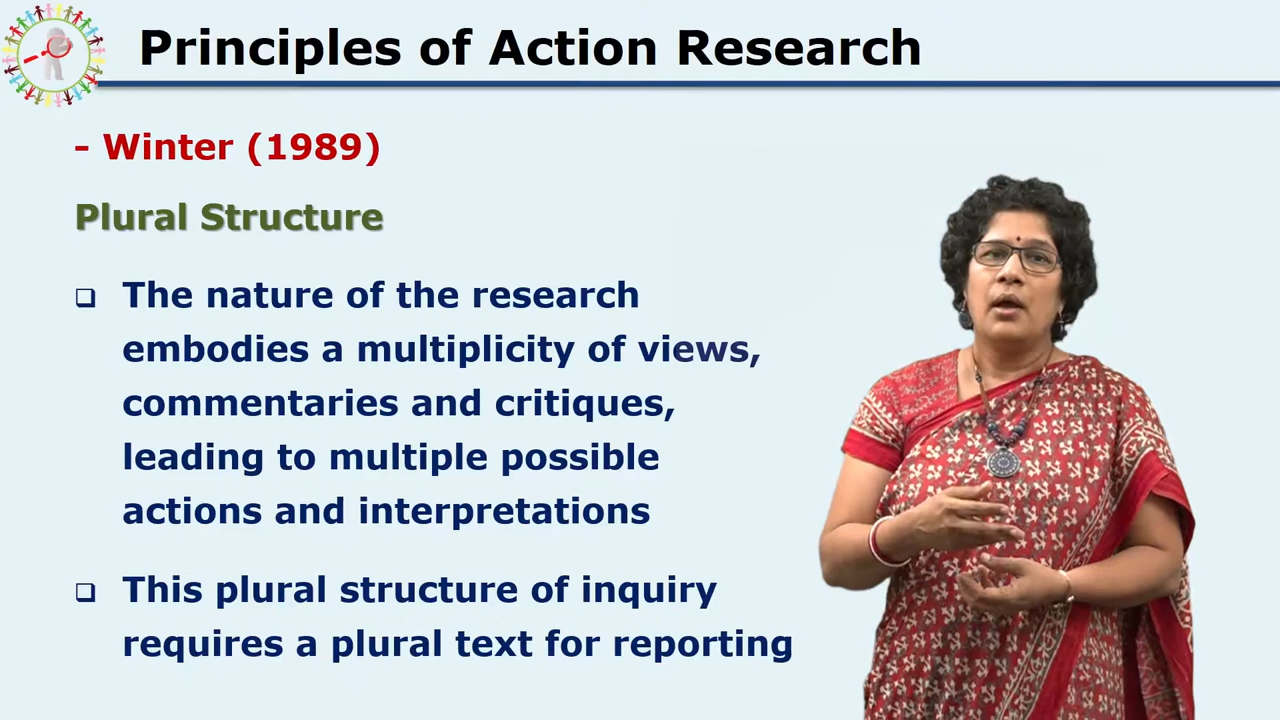 Principles of Action Research
- Winter (1989)
Plural Structure
❑ The nature of the research
embodies a multiplicity of views,
commentaries and critiques,
leading to multiple possible
actions and interpretations
❑ This plural structure of inquiry
requires a plural text for reporting